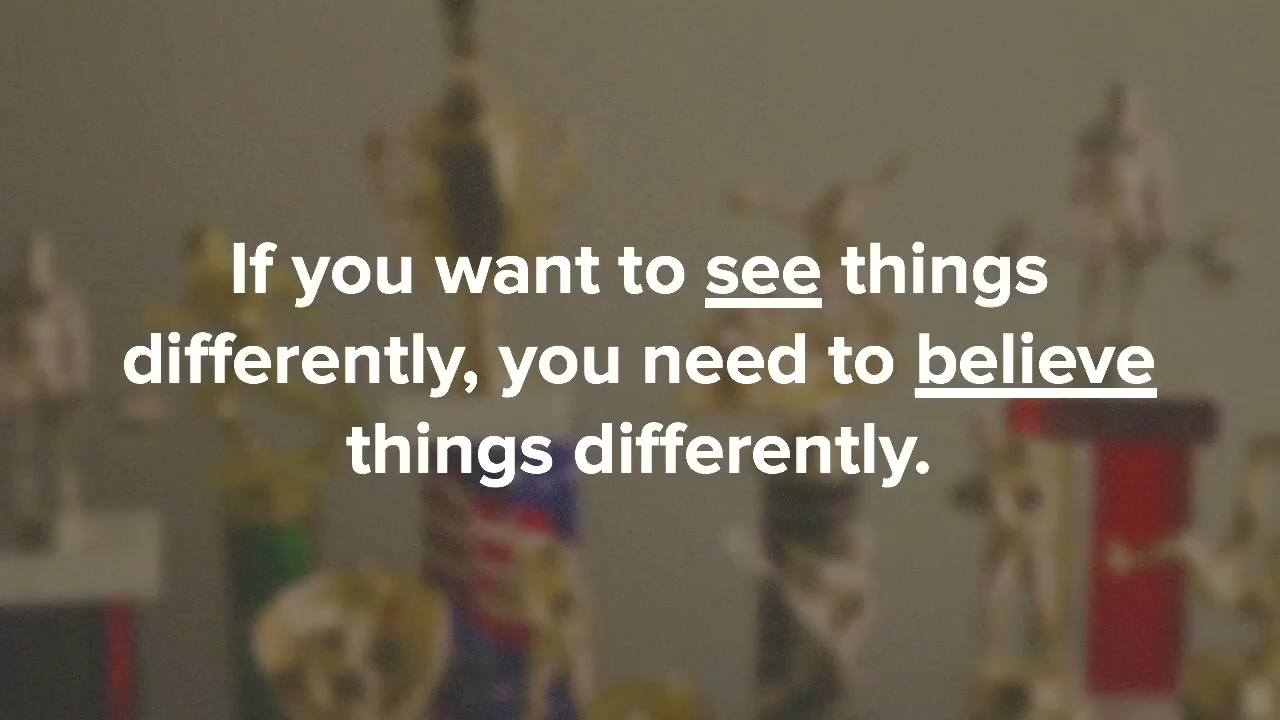 If you want to see things
differently, you need to believe
things differently.